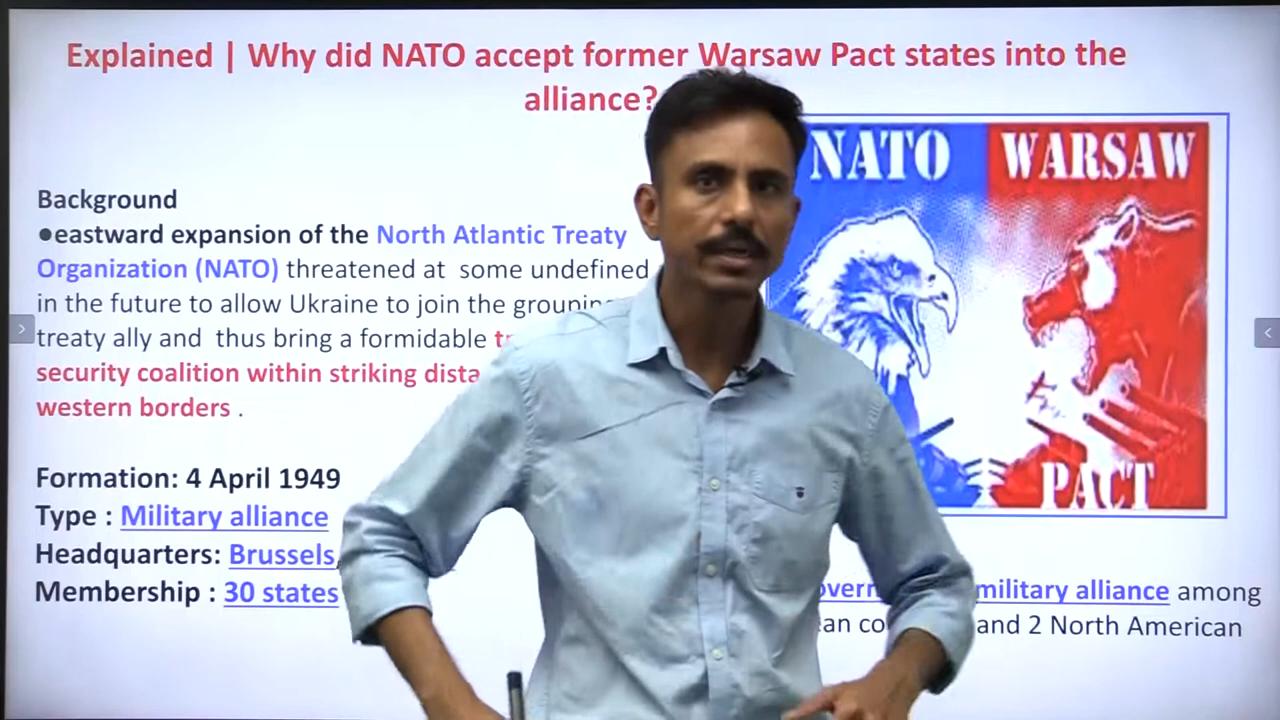 Explained | Why did NATO accept former Warsaw Pact states into the
alliance?
Background
●eastward expansion of the North Atlantic Treaty
Organization (NATO) threatened at some undefined
in the future to allow Ukraine to join the
treaty ally and thus bring a formidable
security coalition within striking
western borders .
Formation: 4 April 1949
Type : Military alliance
Headquarters: Brussels,
Membership : 30 states
NATO WARSAW
PACT
military alliance among
and 2 North American